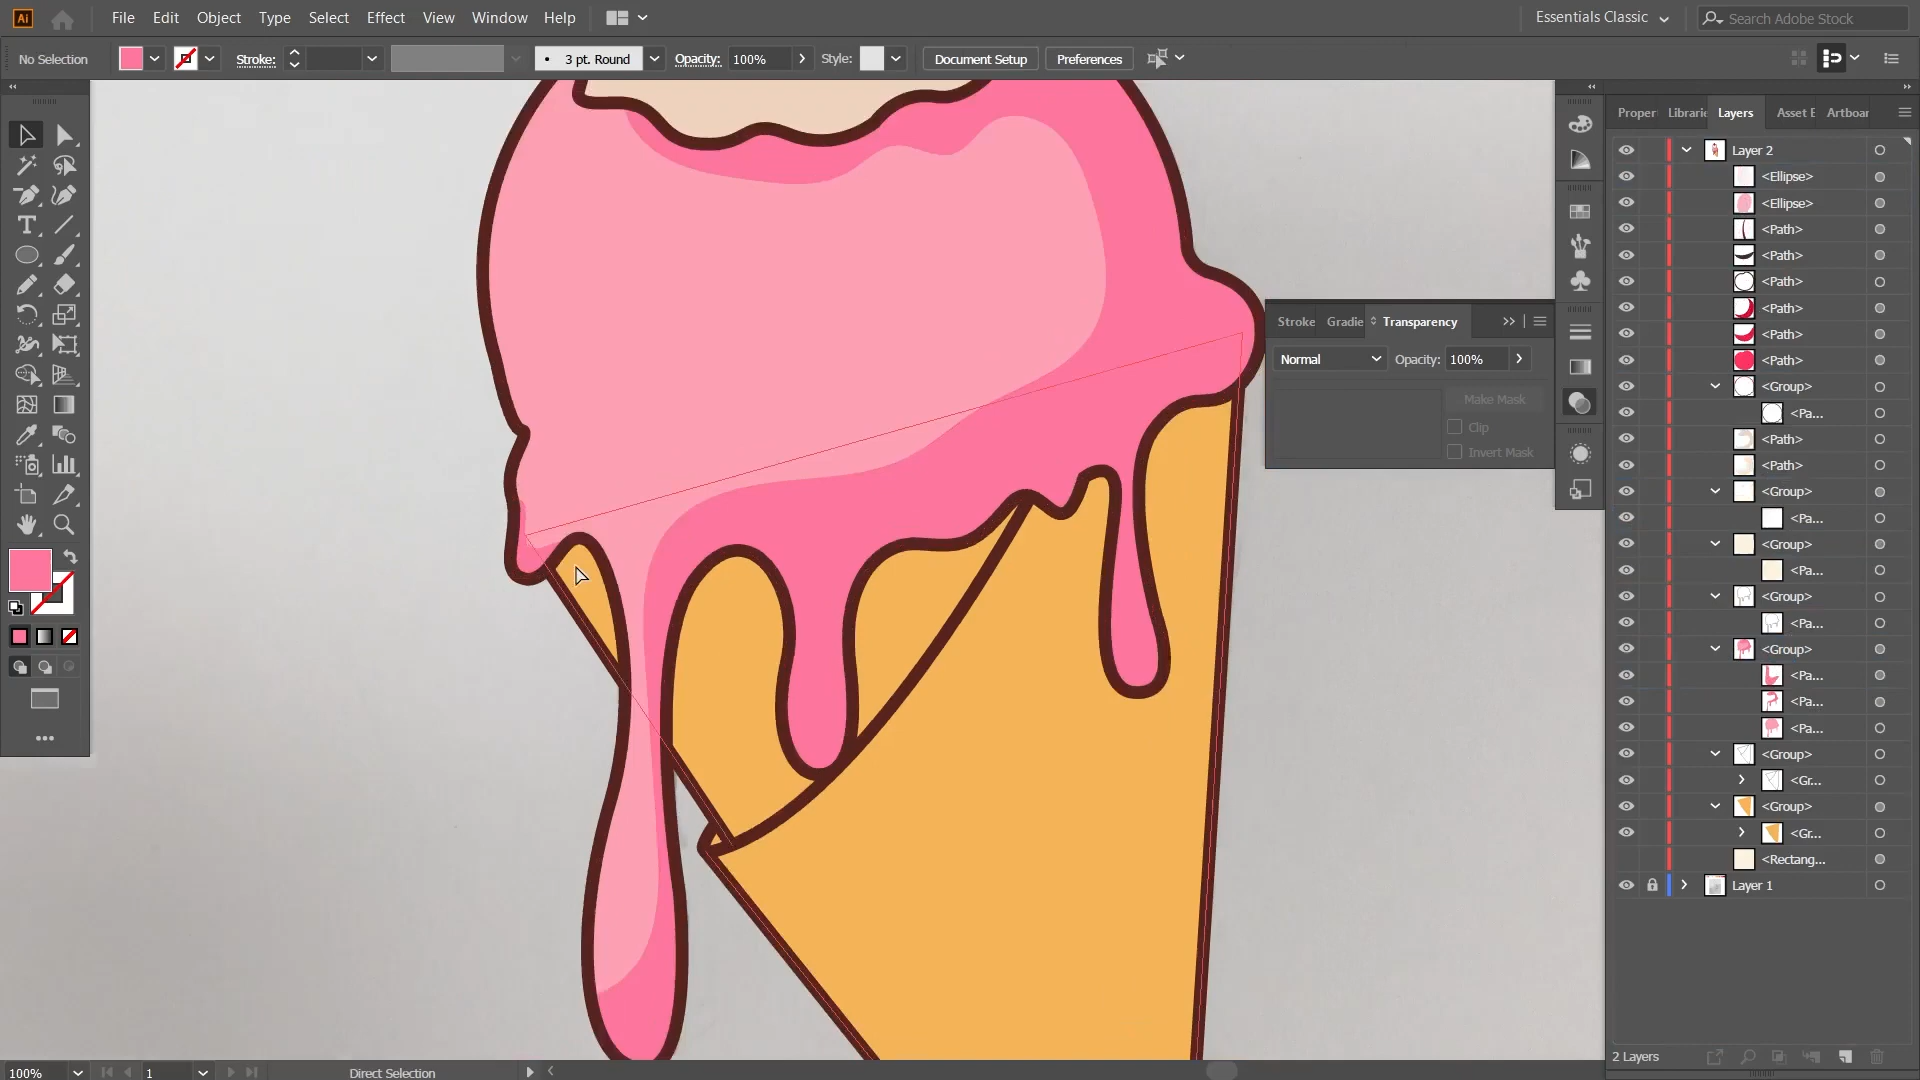 Ai File Edit Object Type Select Effect View Window Help Essentials Classic Search Adobe Stock
No Selection Stroke: 3 pt. Round Opacity: 100% Style: Document Setup Preferences
Proper Librarie Layers Asset E Artboar
Layer 2
<Ellipse>
<Ellipse>
<Path>
<Path>
<Path>
<Path>
Stroke Gradie Transparency
<Path>
Normal Opacity: 100%
<Path>
<Group>
Make Mask
<Pa...
Clip
<Path>
Invert Mask
<Path>
<Group>
<Pa...
<Group>
<Pa...
<Group>
<Pa...
<Group>
<Pa...
<Pa...
<Pa...
<Group>
<Gr...
<Group>
<Gr...
<Rectang...
Layer 1
2 Layers
100% 1 Direct Selection